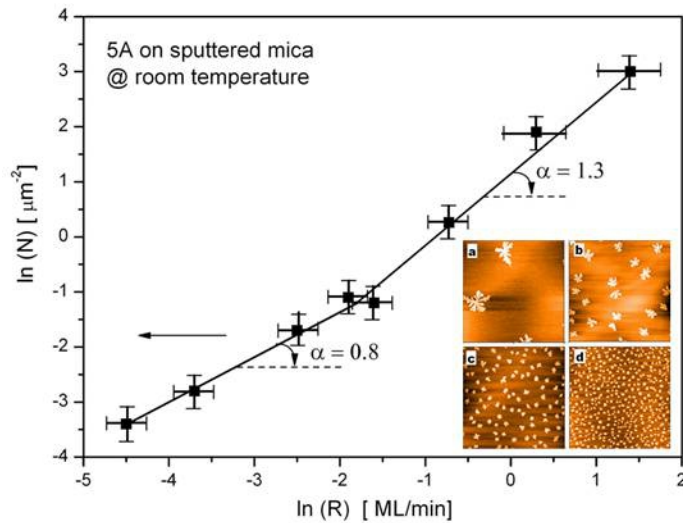 5A on sputtered mica
@ room temperature
ln (N) [ μm⁻²]
4
3
2
1
0
-1
-2
-3
-4
α = 1.3
α = 0.8
a
b
c
d
-5
-4
-3
-2
-1
0
1
2
ln (R) [ ML/min]